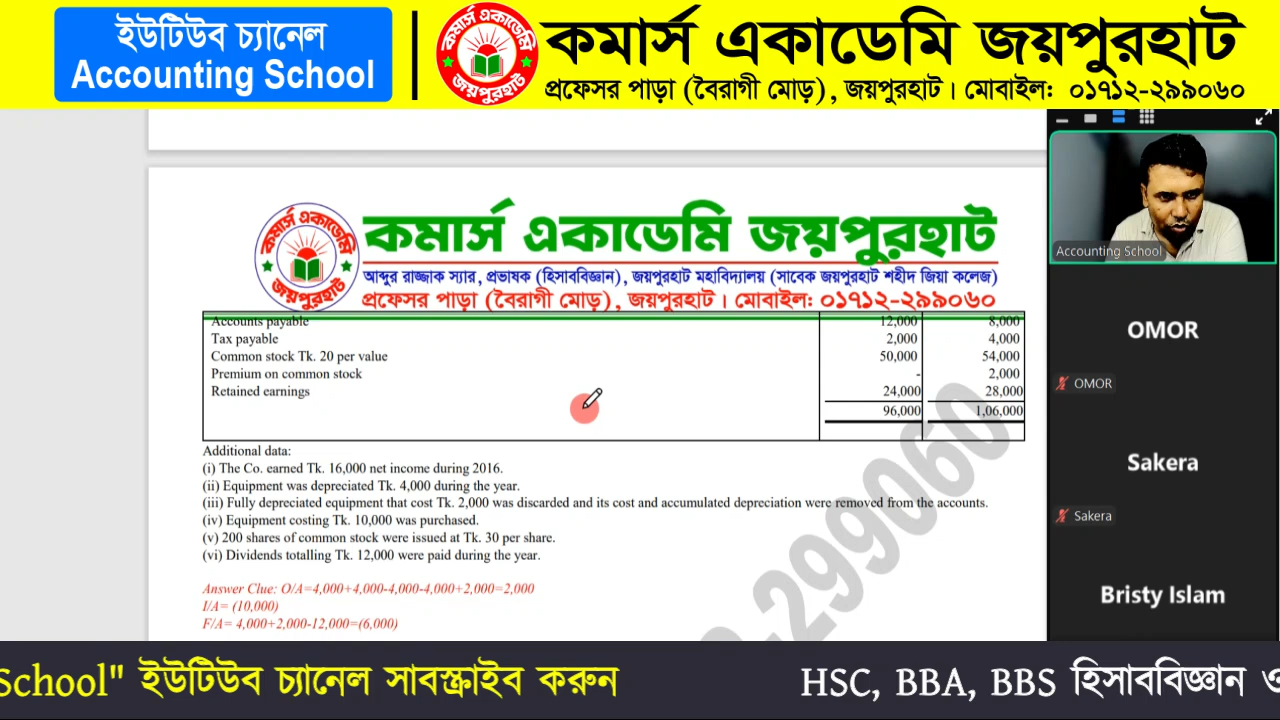 ইউটিউব চ্যানেল
Accounting School
কমার্স একাডেমি জয়পুরহাট
প্রফেসর পাড়া (বৈরাগী মোড়), জয়পুরহাট। মোবাইল: ০১৭১২-২৯৯০৬০
কমার্স একাডেমি
জয়পুরহাট
কমার্স একাডেমি জয়পুরহাট
আব্দুর রাজ্জাক স্যার, প্রভাষক (হিসাববিজ্ঞান), জয়পুরহাট মহাবিদ্যালয় (সাবেক জয়পুরহাট শহীদ জিয়া কলেজ)
প্রফেসর পাড়া (বৈরাগী মোড়), জয়পুরহাট। মোবাইল: ০১৭১২-২৯৯০৬০
কমার্স একাডেমি
জয়পুরহাট
Accounts payable 12,000 8,000
Tax payable 2,000 4,000
Common stock Tk. 20 per value 50,000 54,000
Premium on common stock - 2,000
Retained earnings 24,000 28,000
96,000 1,06,000
Additional data:
(i) The Co. earned Tk. 16,000 net income during 2016.
(ii) Equipment was depreciated Tk. 4,000 during the year.
(iii) Fully depreciated equipment that cost Tk. 2,000 was discarded and its cost and accumulated depreciation were removed from the accounts.
(iv) Equipment costing Tk. 10,000 was purchased.
(v) 200 shares of common stock were issued at Tk. 30 per share.
(vi) Dividends totalling Tk. 12,000 were paid during the year.
Answer Clue: O/A=4,000+4,000-4,000-4,000+2,000=2,000
I/A= (10,000)
F/A= 4,000+2,000-12,000=(6,000)
-299060
Accounting School
OMOR
OMOR
Sakera
Sakera
Bristy Islam
School" ইউটিউব চ্যানেল সাবস্ক্রাইব করুন
HSC, BBA, BBS হিসাববিজ্ঞান